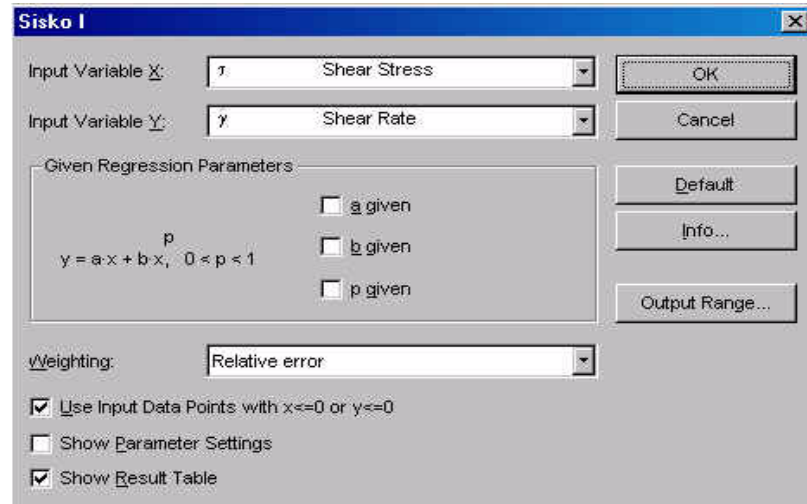 Sisko I
Input Variable X: τ Shear Stress
OK
Input Variable Y: γ Shear Rate
Cancel
Given Regression Parameters
Default
a given
Info...
p
b given
y = a·x + b·x, 0 < p < 1
p given
Output Range...
Weighting: Relative error
Use Input Data Points with x<=0 or y<=0
Show Parameter Settings
Show Result Table